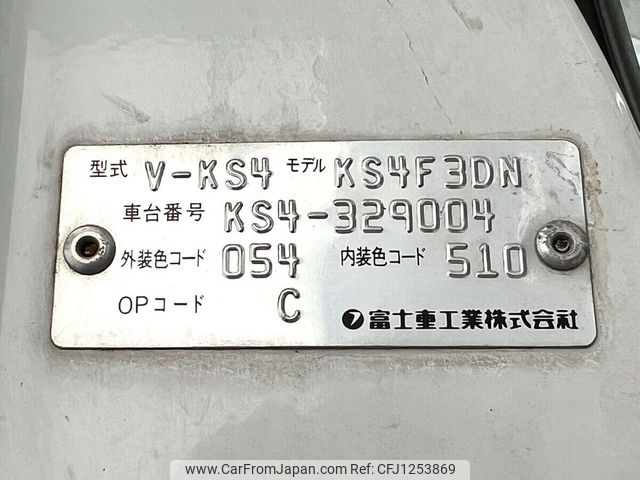 型式 V-KS4 モデル KS4F3DN
車台番号 KS4-329004
外装色コード 054 内装色コード 510
OPコード C フ 富士重工業株式会社
www.CarFromJapan.com - CFJ1253869